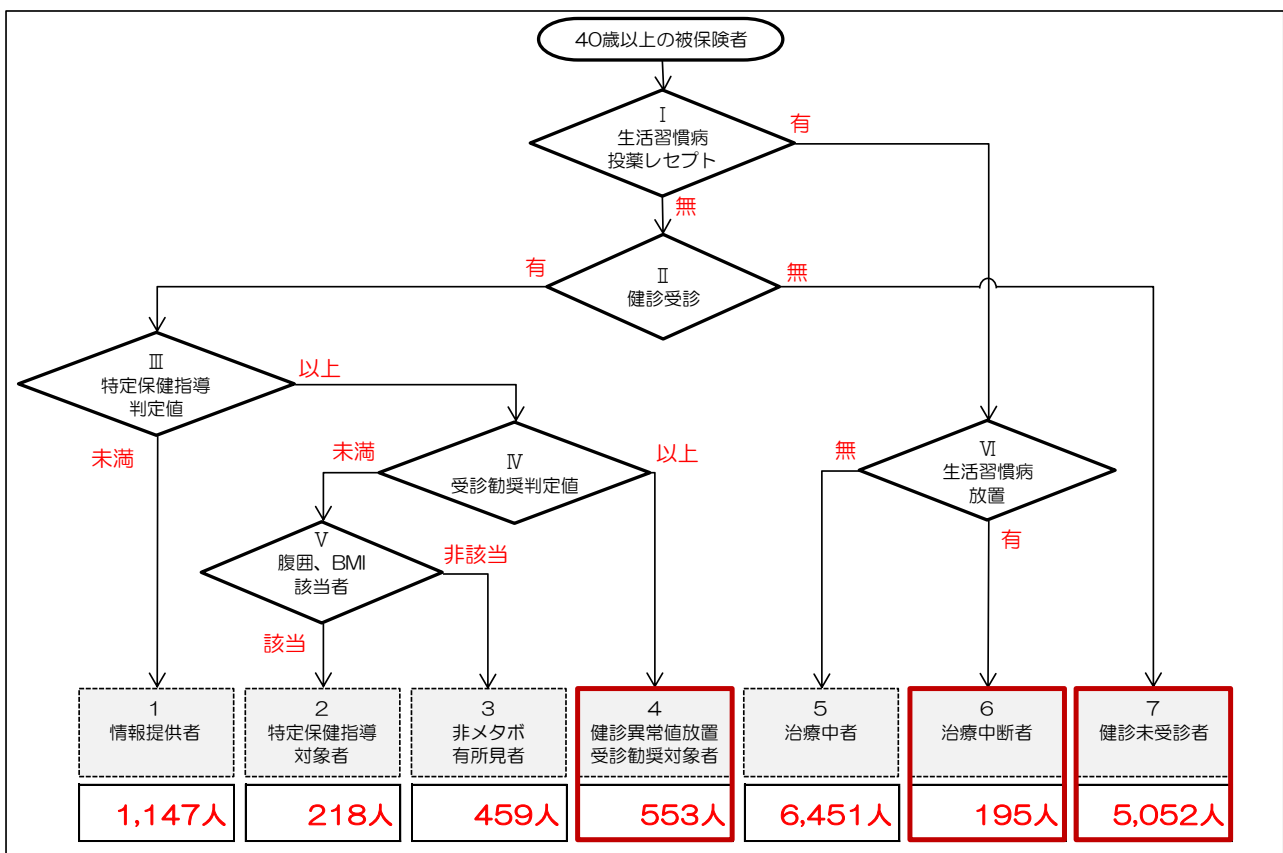 40歳以上の被保険者
Ⅰ
生活習慣病
投薬レセプト
有
無
Ⅱ
健診受診
有
無
Ⅲ
特定保健指導
判定値
以上
未満
Ⅳ
受診勧奨判定値
未満
以上
Ⅵ
生活習慣病
放置
無
有
Ⅴ
腹囲、BMI
該当者
非該当
該当
1
情報提供者
2
特定保健指導
対象者
3
非メタボ
有所見者
4
健診異常値放置
受診勧奨対象者
5
治療中者
6
治療中断者
7
健診未受診者
1,147人
218人
459人
553人
6,451人
195人
5,052人